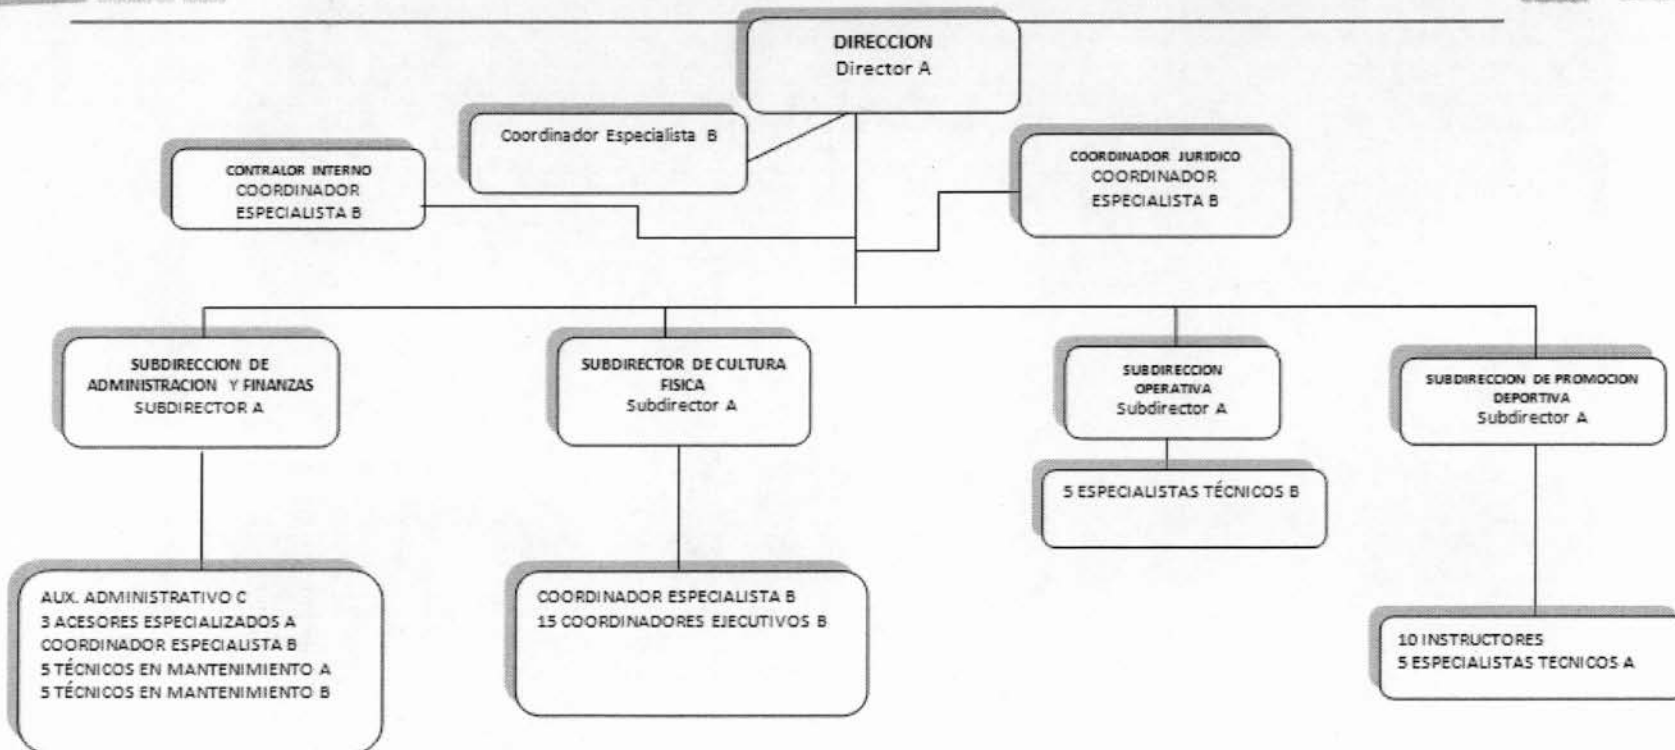 DIRECCION
Director A
Coordinador Especialista B
CONTRALOR INTERNO
COORDINADOR
ESPECIALISTA B
COORDINADOR JURIDICO
COORDINADOR
ESPECIALISTA B
SUBDIRECCION DE
ADMINISTRACION Y FINANZAS
SUBDIRECTOR A
SUBDIRECTOR DE CULTURA
FISICA
Subdirector A
SUBDIRECCION
OPERATIVA
Subdirector A
SUBDIRECCION DE PROMOCION
DEPORTIVA
Subdirector A
5 ESPECIALISTAS TÉCNICOS B
AUX. ADMINISTRATIVO C
3 ACESORES ESPECIALIZADOS A
COORDINADOR ESPECIALISTA B
5 TÉCNICOS EN MANTENIMIENTO A
5 TÉCNICOS EN MANTENIMIENTO B
COORDINADOR ESPECIALISTA B
15 COORDINADORES EJECUTIVOS B
10 INSTRUCTORES
5 ESPECIALISTAS TECNICOS A